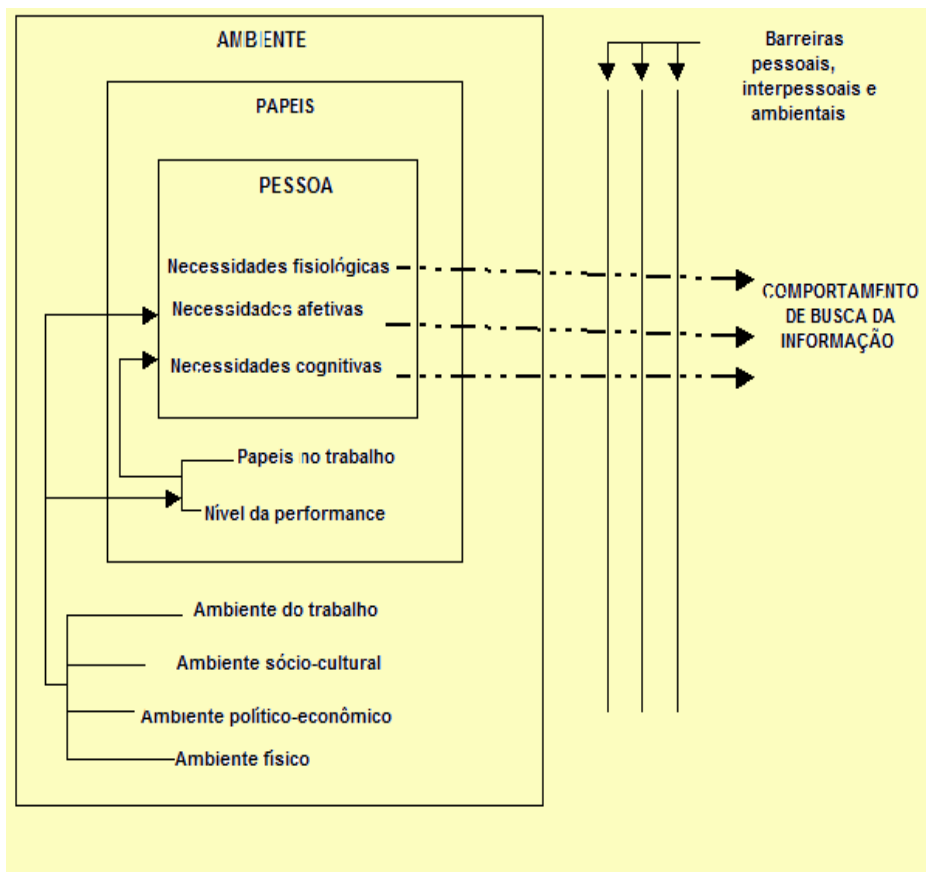 AMBIENTE
PAPEIS
PESSOA
Necessidades fisiológicas
Necessidados afetivas
Necessidades cognitivas
Papeis no trabalho
Nível da performance
Ambiente do trabalho
Ambiente sócio-cultural
Ambiente político-econômico
Ambiente físico
Barreiras
pessoais,
interpessoais e
ambientais
COMPORTAMENTO
DE BUSCA DA
INFORMAÇÃO